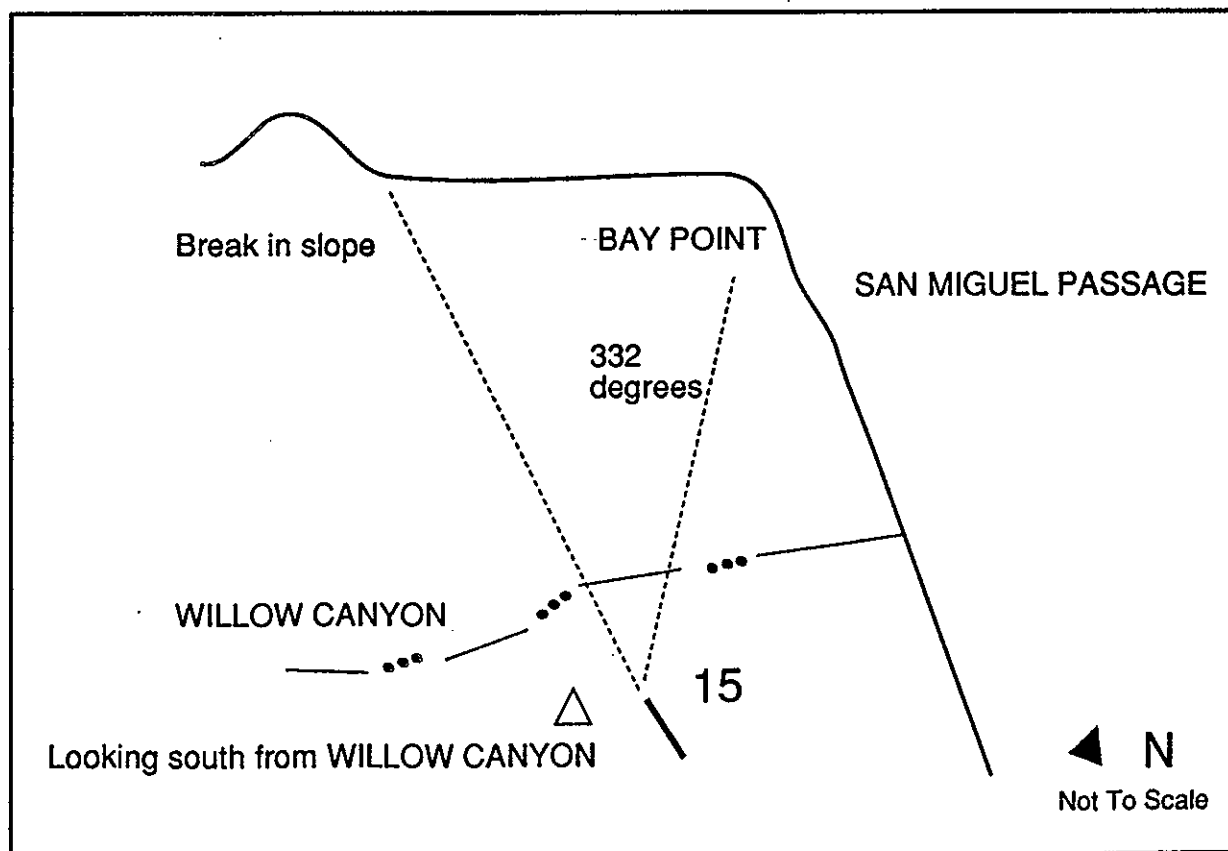 Break in slope
BAY POINT
SAN MIGUEL PASSAGE
332
degrees
WILLOW CANYON
15
Looking south from WILLOW CANYON
N
Not To Scale